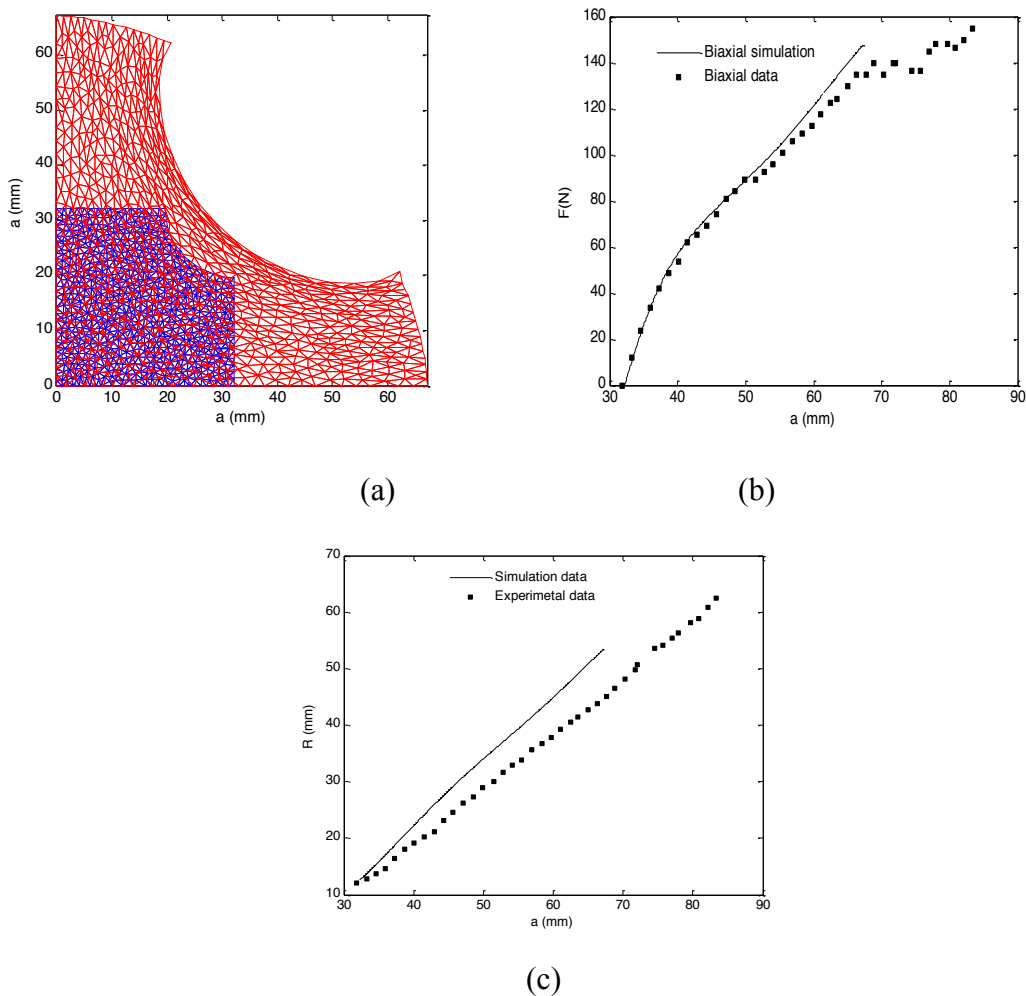 60
50
40
30
20
10
0
a (mm)
0 10 20 30 40 50 60
a (mm)
(a)
160
140
120
100
80
60
40
20
0
F(N)
Biaxial simulation
Biaxial data
30 40 50 60 70 80 90
a (mm)
(b)
70
60
50
40
30
20
10
R (mm)
Simulation data
Experimetal data
30 40 50 60 70 80 90
a (mm)
(c)